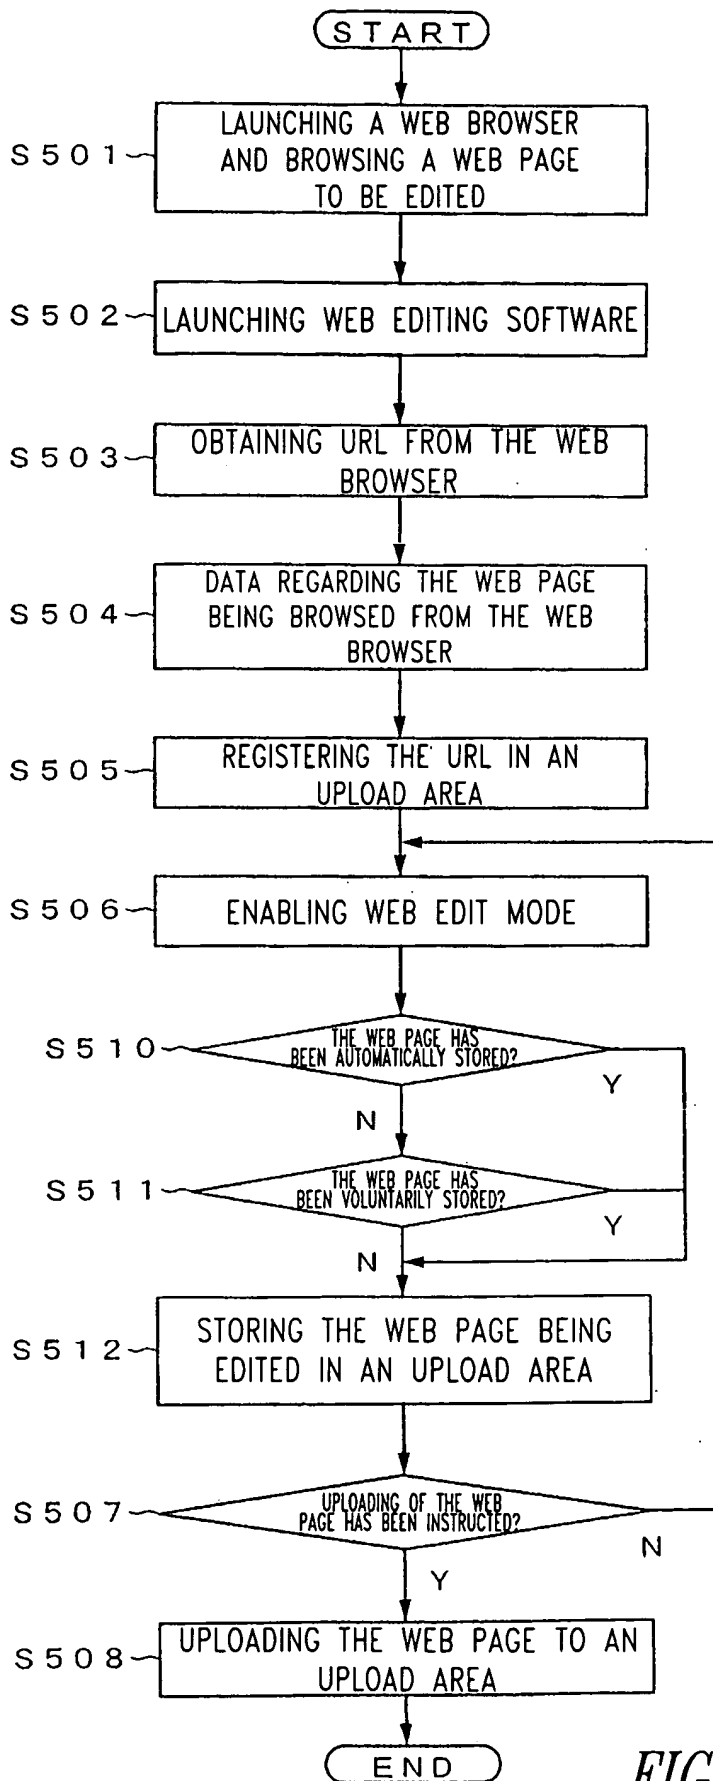 START
S501
LAUNCHING A WEB BROWSER
AND BROWSING A WEB PAGE
TO BE EDITED
S502
LAUNCHING WEB EDITING SOFTWARE
S503
OBTAINING URL FROM THE WEB
BROWSER
S504
DATA REGARDING THE WEB PAGE
BEING BROWSED FROM THE WEB
BROWSER
S505
REGISTERING THE URL IN AN
UPLOAD AREA
S506
ENABLING WEB EDIT MODE
S510
THE WEB PAGE HAS
BEEN AUTOMATICALLY STORED?
Y
N
S511
THE WEB PAGE HAS
BEEN VOLUNTARILY STORED?
Y
N
S512
STORING THE WEB PAGE BEING
EDITED IN AN UPLOAD AREA
S507
UPLOADING OF THE WEB
PAGE HAS BEEN INSTRUCTED?
N
Y
S508
UPLOADING THE WEB PAGE TO AN
UPLOAD AREA
END
FIG